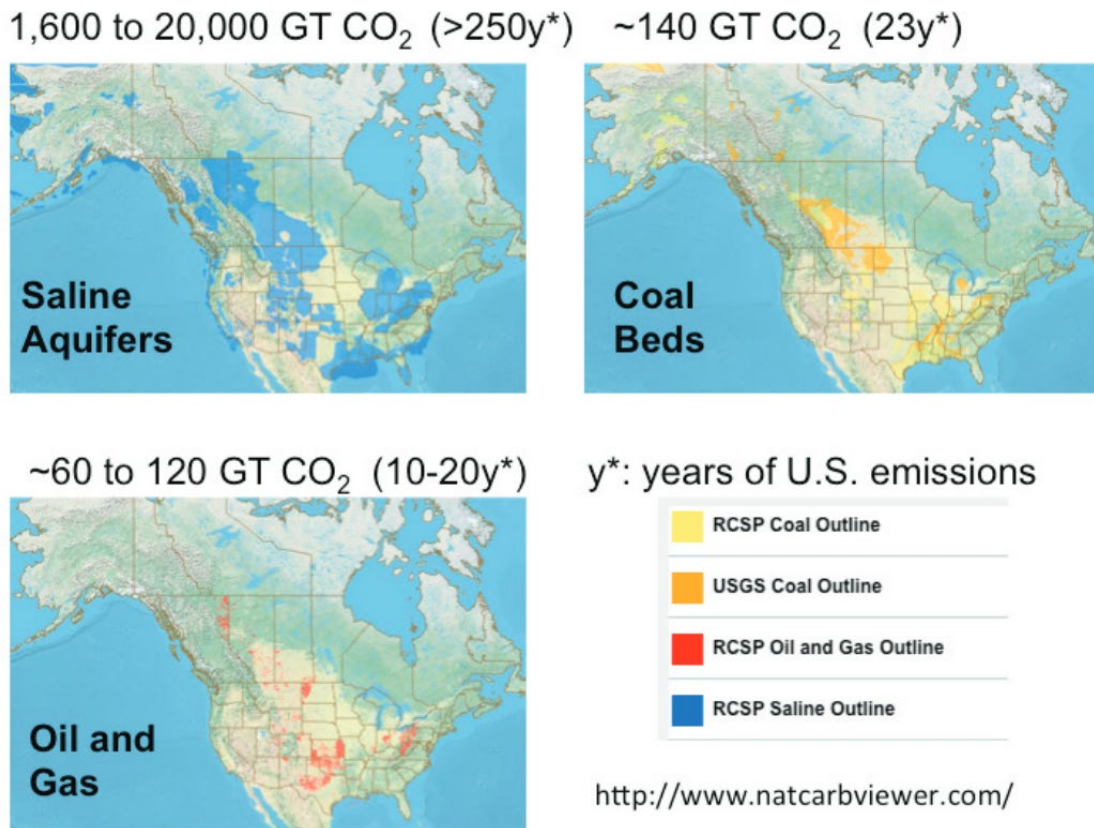 1,600 to 20,000 GT CO₂ (>250y*)
~140 GT CO₂ (23y*)
Saline
Aquifers
Coal
Beds
~60 to 120 GT CO₂ (10-20y*)
y*: years of U.S. emissions
RCSP Coal Outline
USGS Coal Outline
RCSP Oil and Gas Outline
RCSP Saline Outline
Oil and
Gas
http://www.natcarbviewer.com/